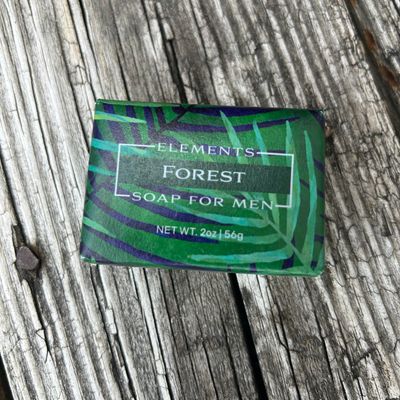 ELEMENTS
FOREST
SOAP FOR MEN
NET WT. 2oz | 56g